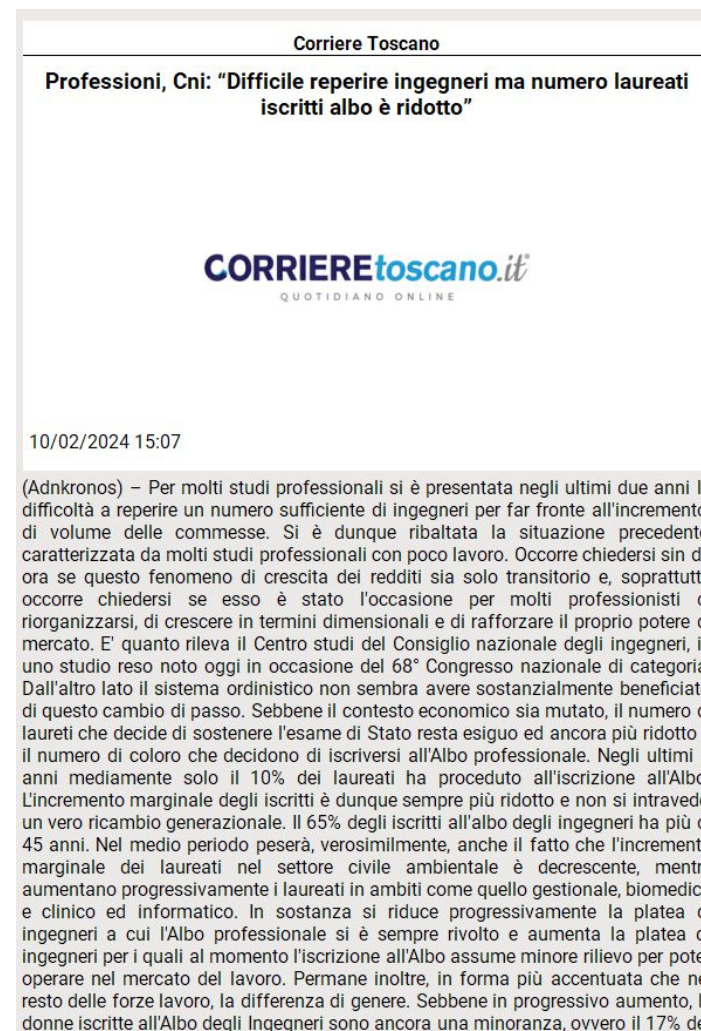 Corriere Toscano
Professioni, Cni: “Difficile reperire ingegneri ma numero laureati
iscritti albo è ridotto”
CORRIEREtoscano.it
QUOTIDIANO ONLINE
10/02/2024 15:07
(Adnkronos) – Per molti studi professionali si è presentata negli ultimi due anni
difficoltà a reperire un numero sufficiente di ingegneri per far fronte all'incremento
di volume delle commesse. Si è dunque ribaltata la situazione
caratterizzata da molti studi professionali con poco lavoro. Occorre chiedersi sin
ora se questo fenomeno di crescita dei redditi sia solo transitorio e,
occorre chiedersi se esso è stato l'occasione per molti professionisti
riorganizzarsi, di crescere in termini dimensionali e di rafforzare il proprio potere
mercato. E' quanto rileva il Centro studi del Consiglio nazionale degli ingegneri,
uno studio reso noto oggi in occasione del 68° Congresso nazionale di categoria
Dall'altro lato il sistema ordinistico non sembra avere sostanzialmente
di questo cambio di passo. Sebbene il contesto economico sia mutato, il numero
laureti che decide di sostenere l'esame di Stato resta esiguo ed ancora più ridotto
il numero di coloro che decidono di iscriversi all'Albo professionale. Negli ultimi
anni mediamente solo il 10% dei laureati ha proceduto all'iscrizione all'Albo
L'incremento marginale degli iscritti è dunque sempre più ridotto e non si
un vero ricambio generazionale. Il 65% degli iscritti all'albo degli ingegneri ha più
45 anni. Nel medio periodo peserà, verosimilmente, anche il fatto che
marginale dei laureati nel settore civile ambientale è decrescente,
aumentano progressivamente i laureati in ambiti come quello gestionale,
e clinico ed informatico. In sostanza si riduce progressivamente la platea
ingegneri a cui l'Albo professionale si è sempre rivolto e aumenta la platea
ingegneri per i quali al momento l'iscrizione all'Albo assume minore rilievo per
operare nel mercato del lavoro. Permane inoltre, in forma più accentuata che
resto delle forze lavoro, la differenza di genere. Sebbene in progressivo aumento,
donne iscritte all'Albo degli Ingegneri sono ancora una minoranza, ovvero il 17%